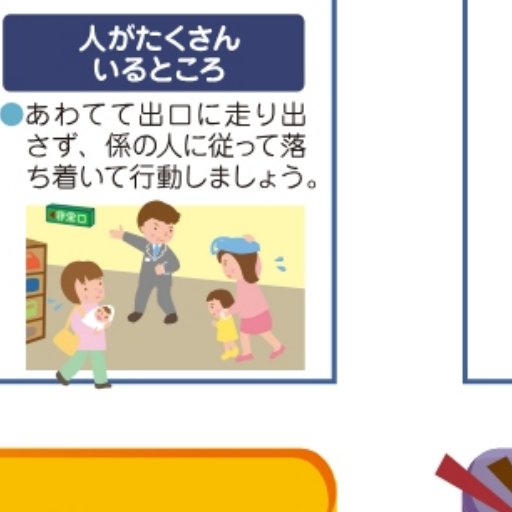 人がたくさん
いるところ
●あわてて出口に走り出
さず、係の人に従って落
ち着いて行動しましょう。
非常口